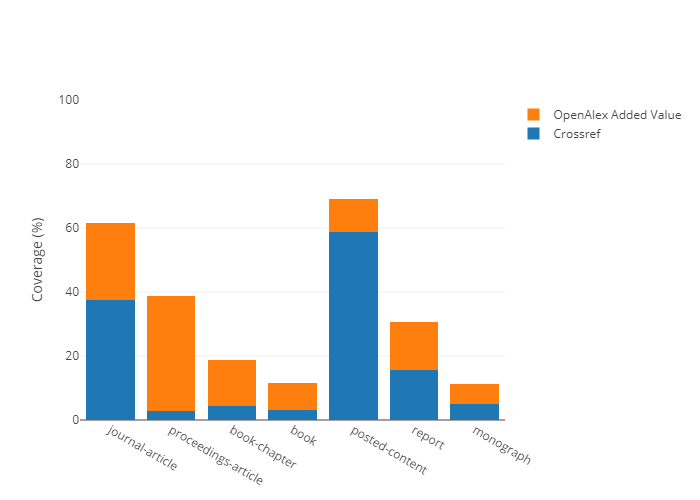 100
80
60
40
20
0
Coverage (%)
journal-article
proceedings-article
book-chapter
book
posted-content
report
monograph
OpenAlex Added Value
Crossref